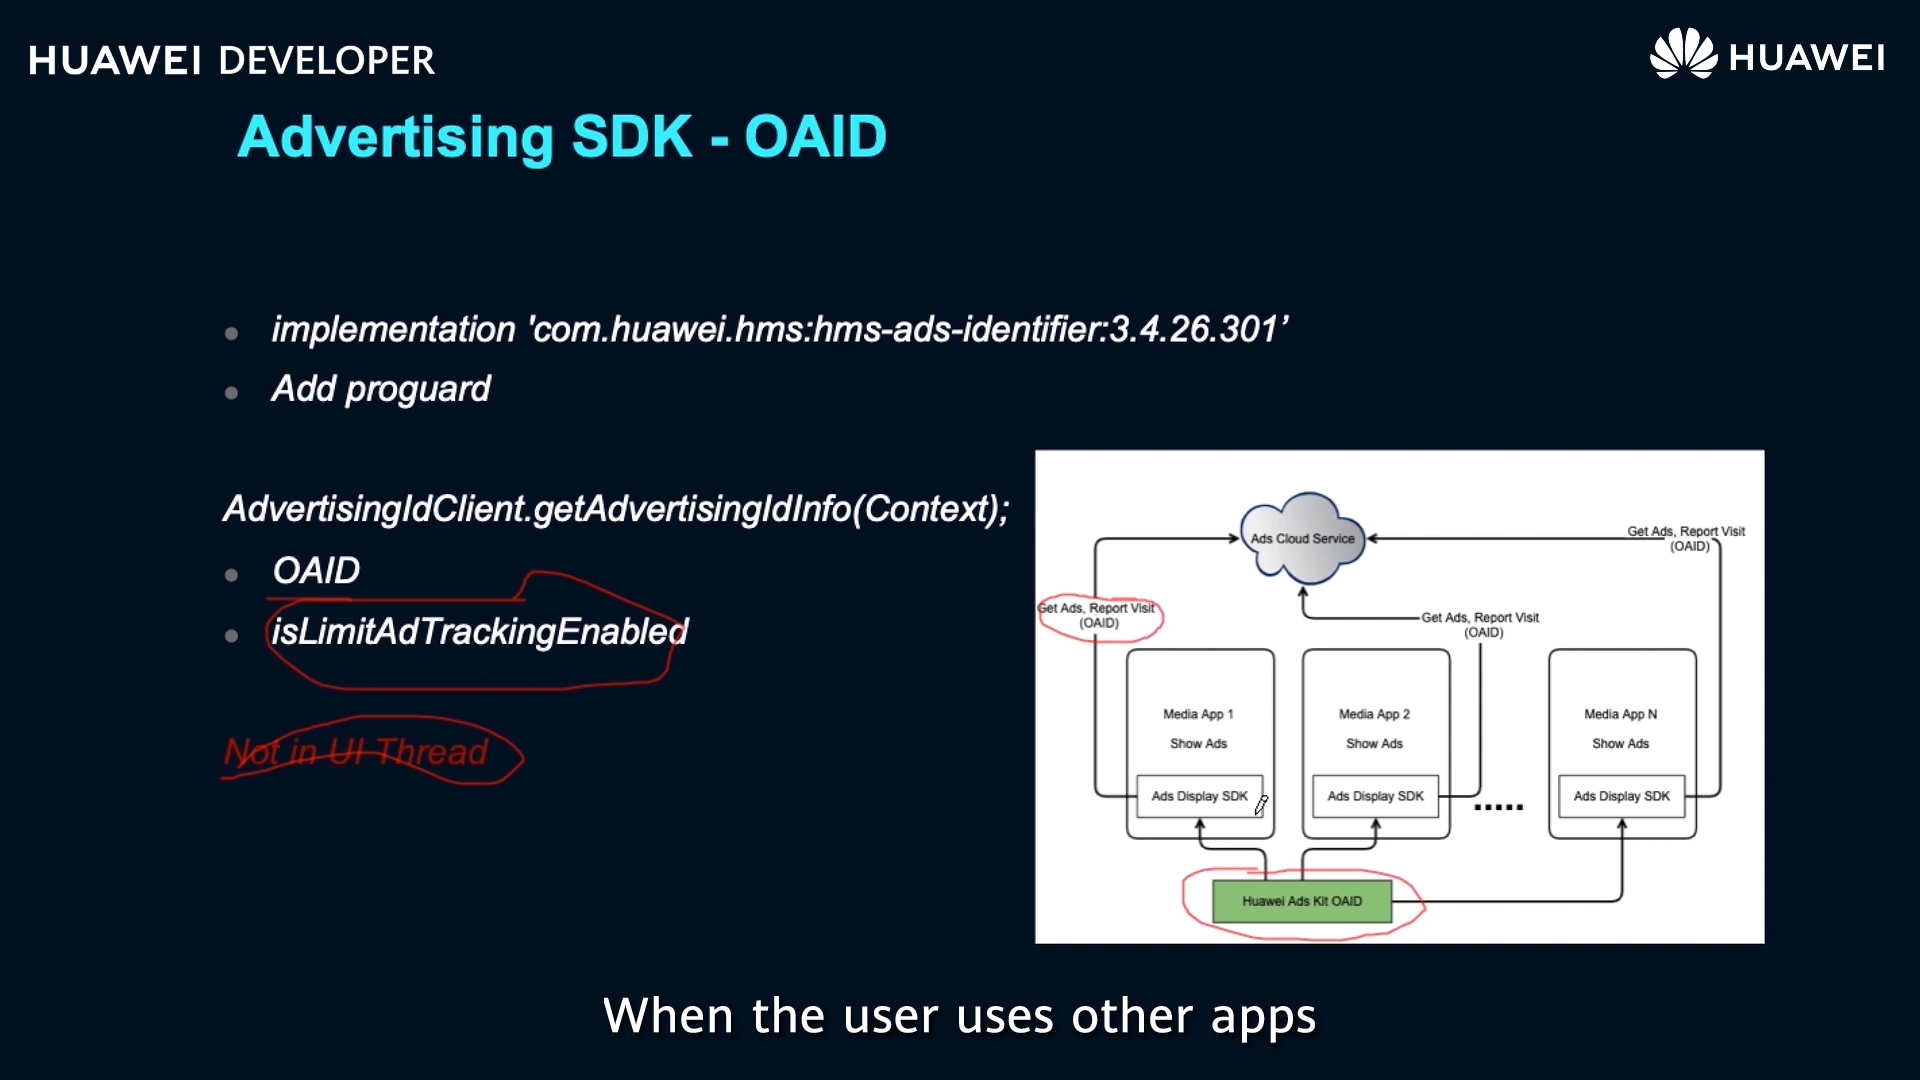 HUAWEI DEVELOPER
HUAWEI
Advertising SDK - OAID
implementation 'com.huawei.hms:hms-ads-identifier:3.4.26.301’
Add proguard
AdvertisingIdClient.getAdvertisingIdInfo(Context);
OAID
isLimitAdTrackingEnabled
Not in UI Thread
Ads Cloud Service
Get Ads, Report Visit
(OAID)
Get Ads, Report Visit
(OAID)
Get Ads, Report Visit
(OAID)
Media App 1
Show Ads
Ads Display SDK
Media App 2
Show Ads
Ads Display SDK
.....
Media App N
Show Ads
Ads Display SDK
Huawei Ads Kit OAID
When the user uses other apps